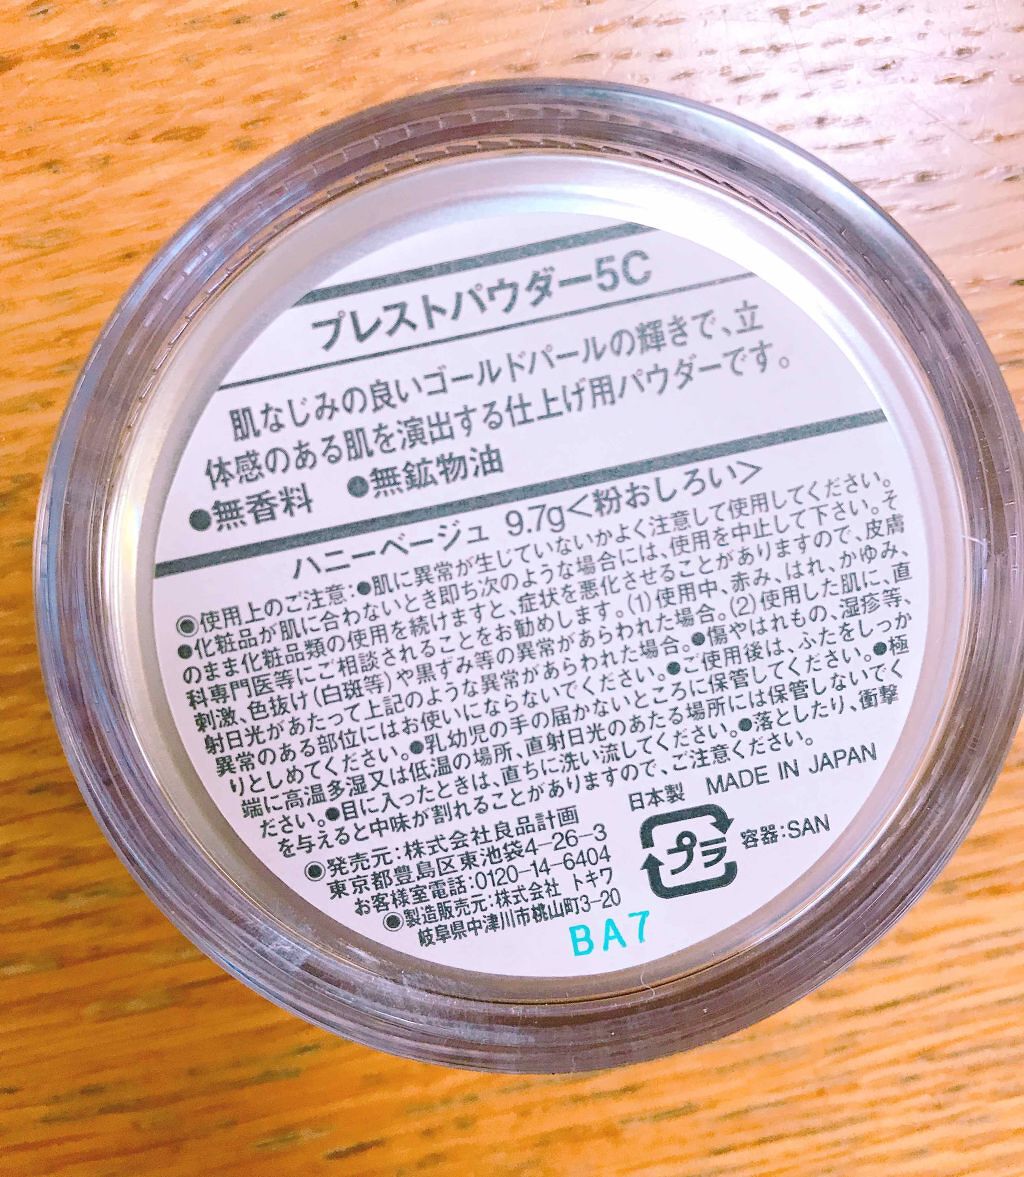 プレストパウダー5C
肌なじみの良いゴールドパールの輝きで、立
体感のある肌を演出する仕上げ用パウダーです。
●無香料 ●無鉱物油
ハニーベージュ 9.7g<粉おしろい>
◉使用上のご注意:●肌に異常が生じていないかよく注意して使用してください。
●化粧品が肌に合わないとき即ち次のような場合には、使用を中止して下さい。そ
のまま化粧品類の使用を続けますと、症状を悪化させることがありますので、皮膚
科専門医等にご相談されることをお勧めします。(1)使用中、赤み、はれ、かゆみ、
刺激、色抜け(白斑等)や黒ずみ等の異常があらわれた場合。(2)使用した肌に、直
射日光があたって上記のような異常があらわれた場合。●傷やはれもの、湿疹等、
異常のある部位にはお使いにならないでください。●ご使用後は、ふたをしっか
りとしめてください。●乳幼児の手の届かないところに保管してください。●極
端に高温多湿又は低温の場所、直射日光のあたる場所には保管しないでく
ださい。●目に入ったときは、直ちに洗い流してください。●落としたり、衝撃
を与えると中味が割れることがありますので、ご注意ください。
◉発売元:株式会社良品計画
東京都豊島区東池袋4-26-3
お客様室電話:0120-14-6404
◉製造販売元:株式会社 トキワ
岐阜県中津川市桃山町3-20
日本製 MADE IN JAPAN
プラ 容器:SAN
BA7